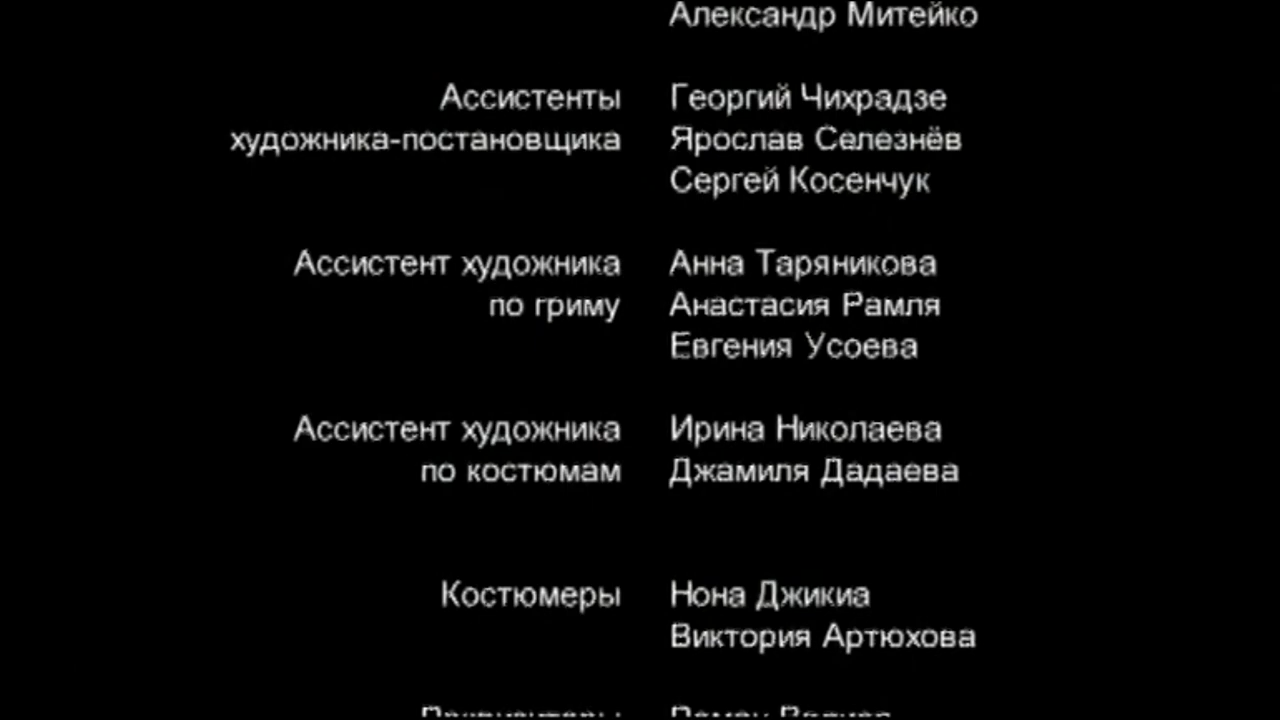 Александр Митейко
Ассистенты Георгий Чихрадзе
художника-постановщика Ярослав Селезнёв
Сергей Косенчук
Ассистент художника Анна Таряникова
по гриму Анастасия Рамля
Евгения Усоева
Ассистент художника Ирина Николаева
по костюмам Джамиля Дадаева
Костюмеры Нона Джикиа
Виктория Артюхова